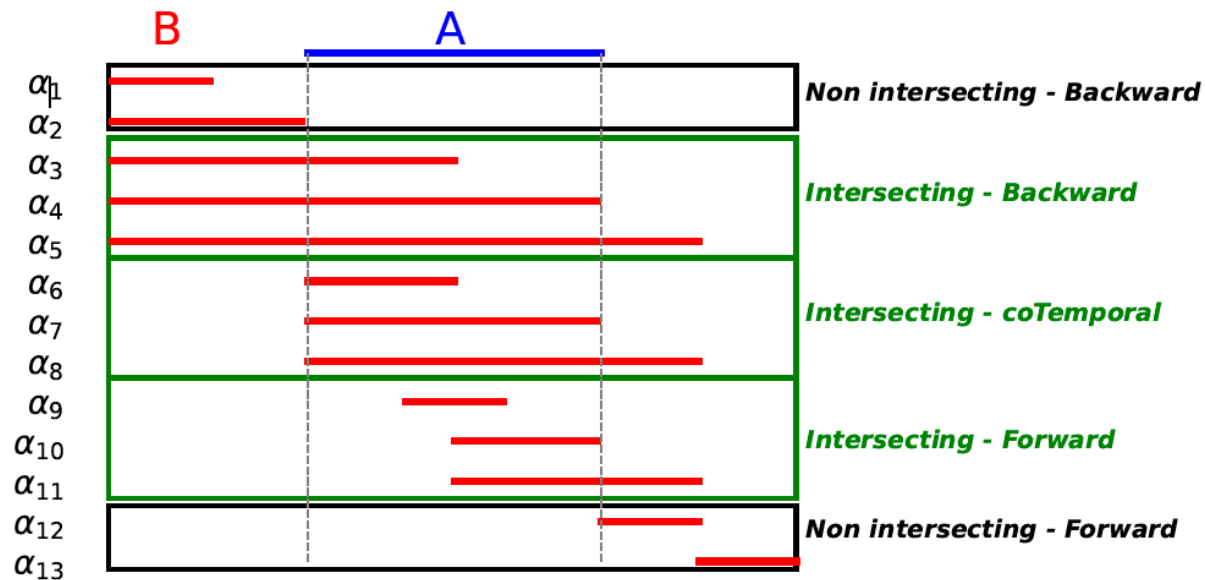 B A
α1
Non intersecting - Backward
α2
α3
Intersecting - Backward
α4
α5
α6
Intersecting - coTemporal
α7
α8
α9
Intersecting - Forward
α10
α11
α12
Non intersecting - Forward
α13